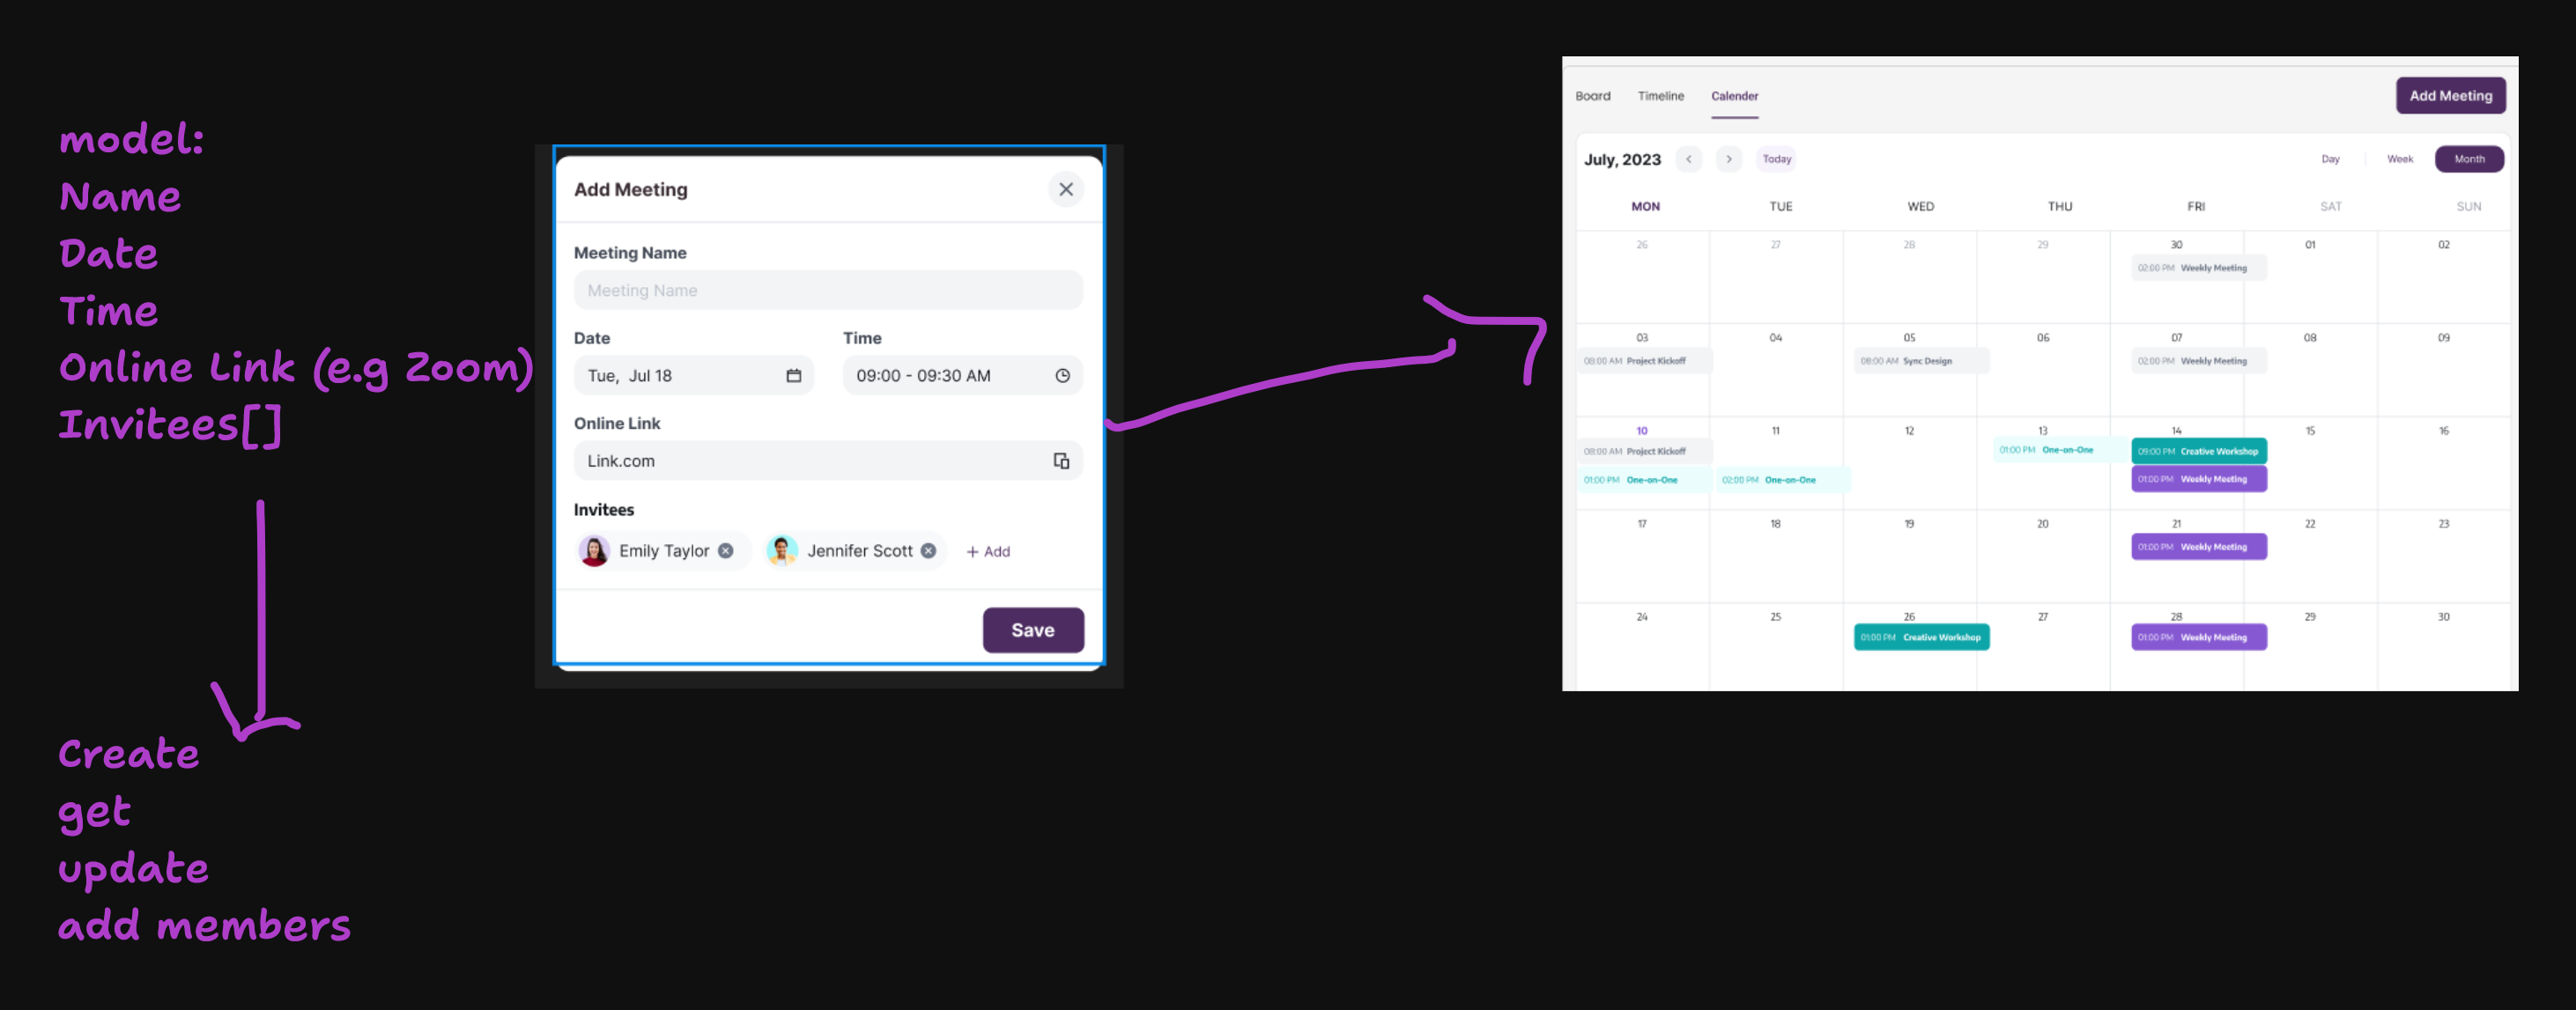 model:
Name
Date
Time
Online Link (e.g Zoom)
Invitees[]
Create
get
update
add members
Add Meeting
Meeting Name
Meeting Name
Date Time
Tue, Jul 18 09:00 - 09:30 AM
Online Link
Link.com
Invitees
Emily Taylor Jennifer Scott + Add
Save
Board Timeline Calender Add Meeting
July, 2023 < > Today Day Week Month
MON TUE WED THU FRI SAT SUN
26 27 28 29 30 01 02
02:00 PM Weekly Meeting
03 04 05 06 07 08 09
08:00 AM Project Kickoff 08:00 AM Sync Design 02:00 PM Weekly Meeting
10 11 12 13 14 15 16
08:00 AM Project Kickoff 01:00 PM One-on-One 09:00 PM Creative Workshop
01:00 PM One-on-One 02:00 PM One-on-One 01:00 PM Weekly Meeting
17 18 19 20 21 22 23
01:00 PM Weekly Meeting
24 25 26 27 28 29 30
01:00 PM Creative Workshop 01:00 PM Weekly Meeting